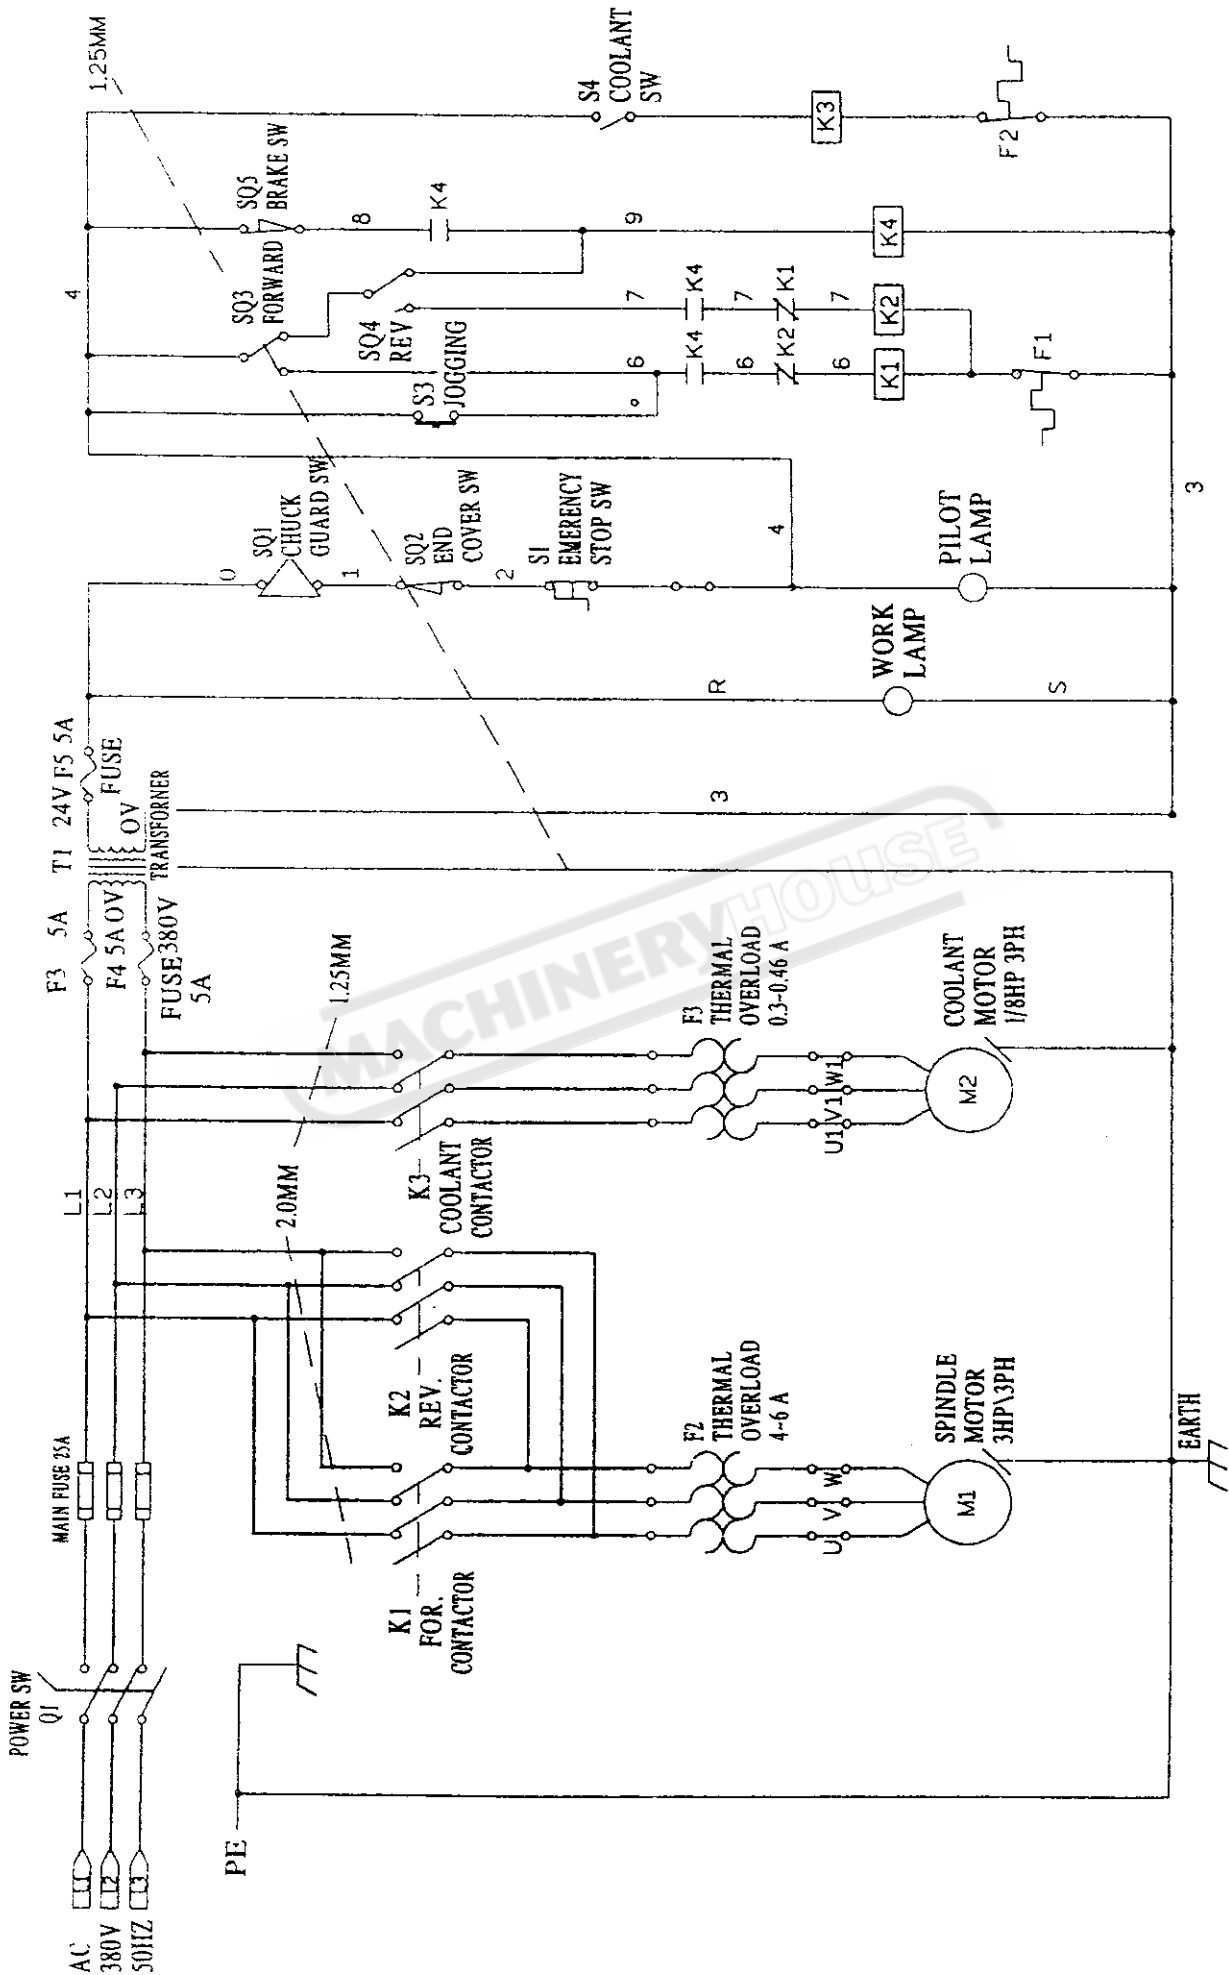 AC
380V
50HZ
L1
L2
L3
POWER SW
Q1
MAIN FUSE 25A
L1
L2
L3
F3 5A
F4 5A OV
FUSE 380V
5A
T1
TRANSFORNER
24V F5 5A
OV
FUSE
PE
K1
FOR.
CONTACTOR
K2
REV.
CONTACTOR
K3
COOLANT
CONTACTOR
2.0MM
1.25MM
F2
THERMAL
OVERLOAD
4~6 A
F3
THERMAL
OVERLOAD
0.3~0.46 A
U
V
W
U1
V1
W1
M1
SPINDLE
MOTOR
3HP\3PH
M2
COOLANT
MOTOR
1/8HP 3PH
EARTH
MACHINERYHOUSE
3
R
WORK
LAMP
S
0
SQ1
CHUCK
GUARD SW
1
SQ2
END
COVER SW
2
S1
EMERENCY
STOP SW
4
PILOT
LAMP
3
4
1.25MM
S3
JOGGING
SQ3
FORWARD
SQ4
REV
SQ5
BRAKE SW
8
K4
9
K4
6
K4
6
K2
6
K1
7
K4
7
K1
7
K2
F1
S4
COOLANT
SW
K3
F2